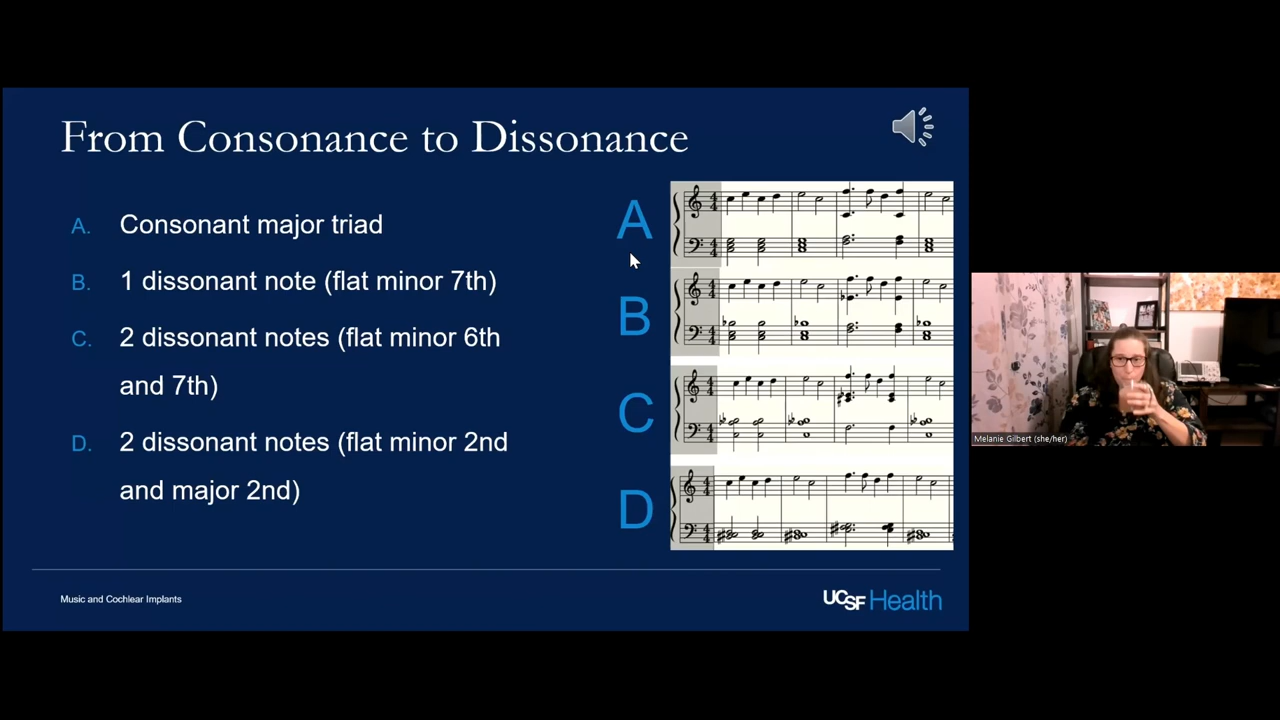 From Consonance to Dissonance
A. Consonant major triad
B. 1 dissonant note (flat minor 7th)
C. 2 dissonant notes (flat minor 6th
and 7th)
D. 2 dissonant notes (flat minor 2nd
and major 2nd)
A
B
C
D
Music and Cochlear Implants
UCSF Health
Melanie Gilbert (she/her)